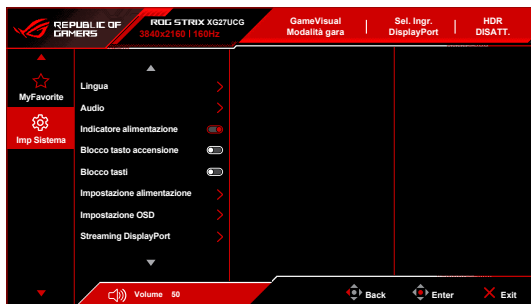 REPUBLIC OF
GAMERS
ROG STRIX XG27UCG
3840x2160 | 160Hz
GameVisual
Modalità gara
Sel. Ingr.
DisplayPort
HDR
DISATT.
MyFavorite
Imp Sistema
Lingua
Audio
Indicatore alimentazione
Blocco tasto accensione
Blocco tasti
Impostazione alimentazione
Impostazione OSD
Streaming DisplayPort
Volume 50
Back
Enter
Exit